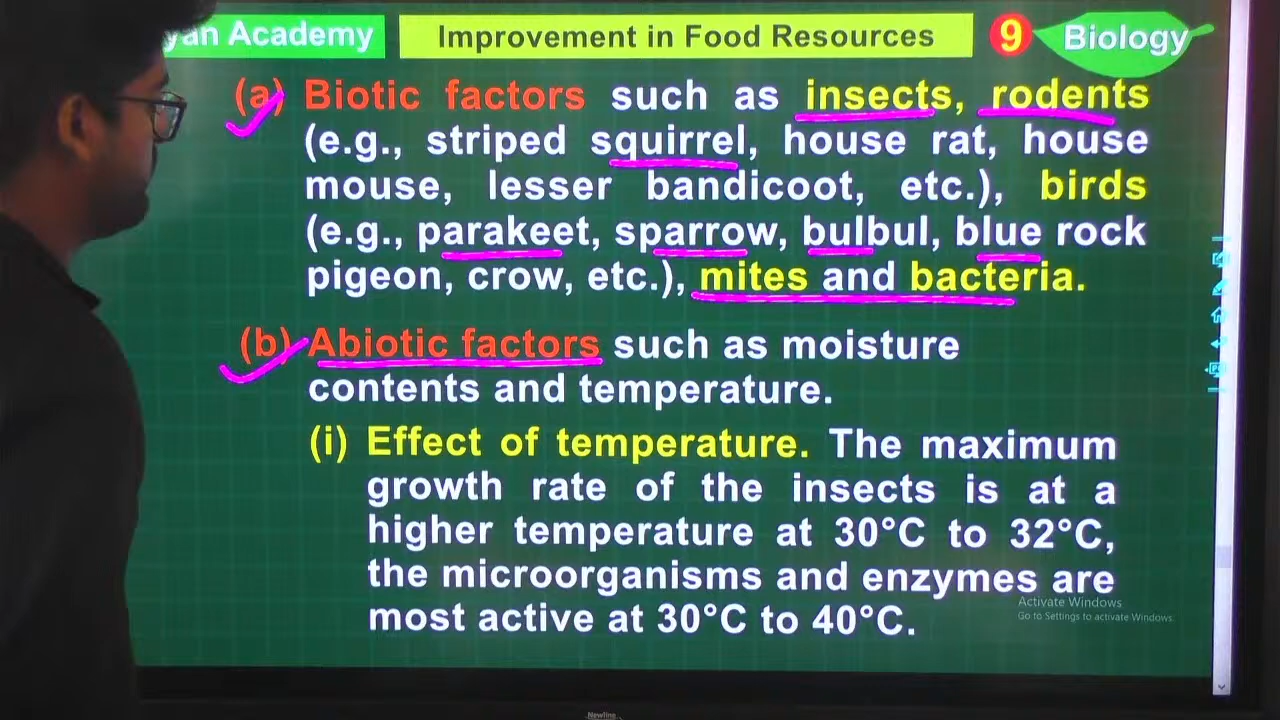 yan Academy
Improvement in Food Resources
9
Biology
(a) Biotic factors such as insects, rodents
(e.g., striped squirrel, house rat, house
mouse, lesser bandicoot, etc.), birds
(e.g., parakeet, sparrow, bulbul, blue rock
pigeon, crow, etc.), mites and bacteria.
(b) Abiotic factors such as moisture
contents and temperature.
(i) Effect of temperature. The maximum
growth rate of the insects is at a
higher temperature at 30°C to 32°C,
the microorganisms and enzymes are
most active at 30°C to 40°C.
Activate Windows
Go to Settings to activate Windows.
Newline